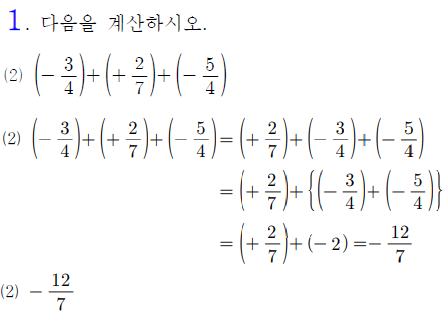 1. 다음을 계산하시오.
(2) (− 3/4)+(+ 2/7)+(− 5/4)
(2) (− 3/4)+(+ 2/7)+(− 5/4)=(+ 2/7)+(− 3/4)+(− 5/4)
=(+ 2/7)+{(− 3/4)+(− 5/4)}
=(+ 2/7)+(− 2)=− 12/7
(2) − 12/7